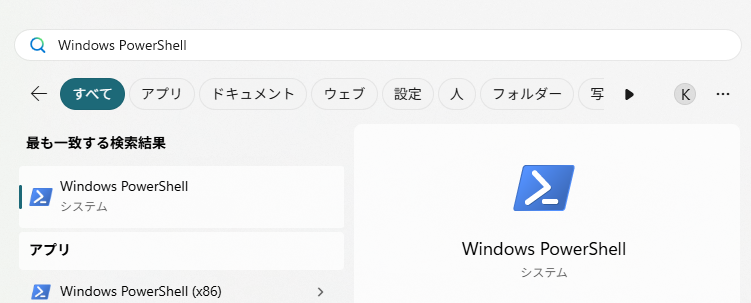 Windows PowerShell
すべて アプリ ドキュメント ウェブ 設定 人 フォルダー 写 K
最も一致する検索結果
Windows PowerShell
システム
アプリ
Windows PowerShell (x86)
Windows PowerShell
システム